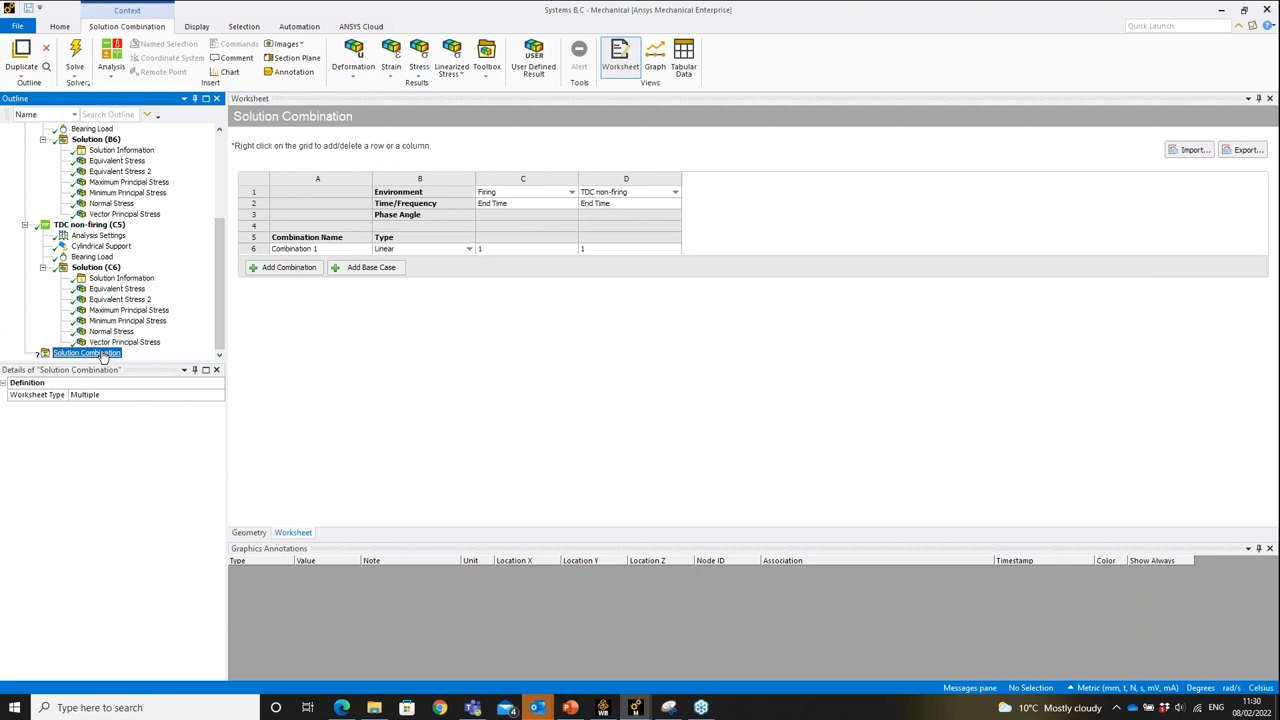 Context
Systems B,C - Mechanical [Ansys Mechanical Enterprise]
File
Home
Solution Combination
Display
Selection
Automation
ANSYS Cloud
Quick Launch
Duplicate
Outline
Solve
Solver
Analysis
Named Selection
Coordinate System
Remote Point
Commands
Comment
Chart
Images
Section Plane
Annotation
Insert
Deformation
Strain
Stress
Linearized Stress
Toolbox
Results
User Defined Result
USER
Alert
Tools
Worksheet
Graph
Tabular Data
Views
Outline
Name
Search Outline
Bearing Load
Solution (B6)
Solution Information
Equivalent Stress
Equivalent Stress 2
Maximum Principal Stress
Minimum Principal Stress
Normal Stress
Vector Principal Stress
TDC non-firing (C5)
Analysis Settings
Cylindrical Support
Bearing Load
Solution (C6)
Solution Information
Equivalent Stress
Equivalent Stress 2
Maximum Principal Stress
Minimum Principal Stress
Normal Stress
Vector Principal Stress
Solution Combination
Details of "Solution Combination"
Definition
Worksheet Type Multiple
Worksheet
Solution Combination
*Right click on the grid to add/delete a row or a column.
Import...
Export...
A B C D
1 Environment Firing TDC non-firing
2 Time/Frequency End Time End Time
3 Phase Angle
4
5 Combination Name Type
6 Combination 1 Linear 1 1
Add Combination
Add Base Case
Geometry
Worksheet
Graphics Annotations
Type Value Note Unit Location X Location Y Location Z Node ID Association Timestamp Color Show Always
Messages pane
No Selection
Metric (mm, t, N, s, mV, mA)
Degrees
rad/s
Celsius
Type here to search
10°C Mostly cloudy
ENG
11:30
08/02/2022